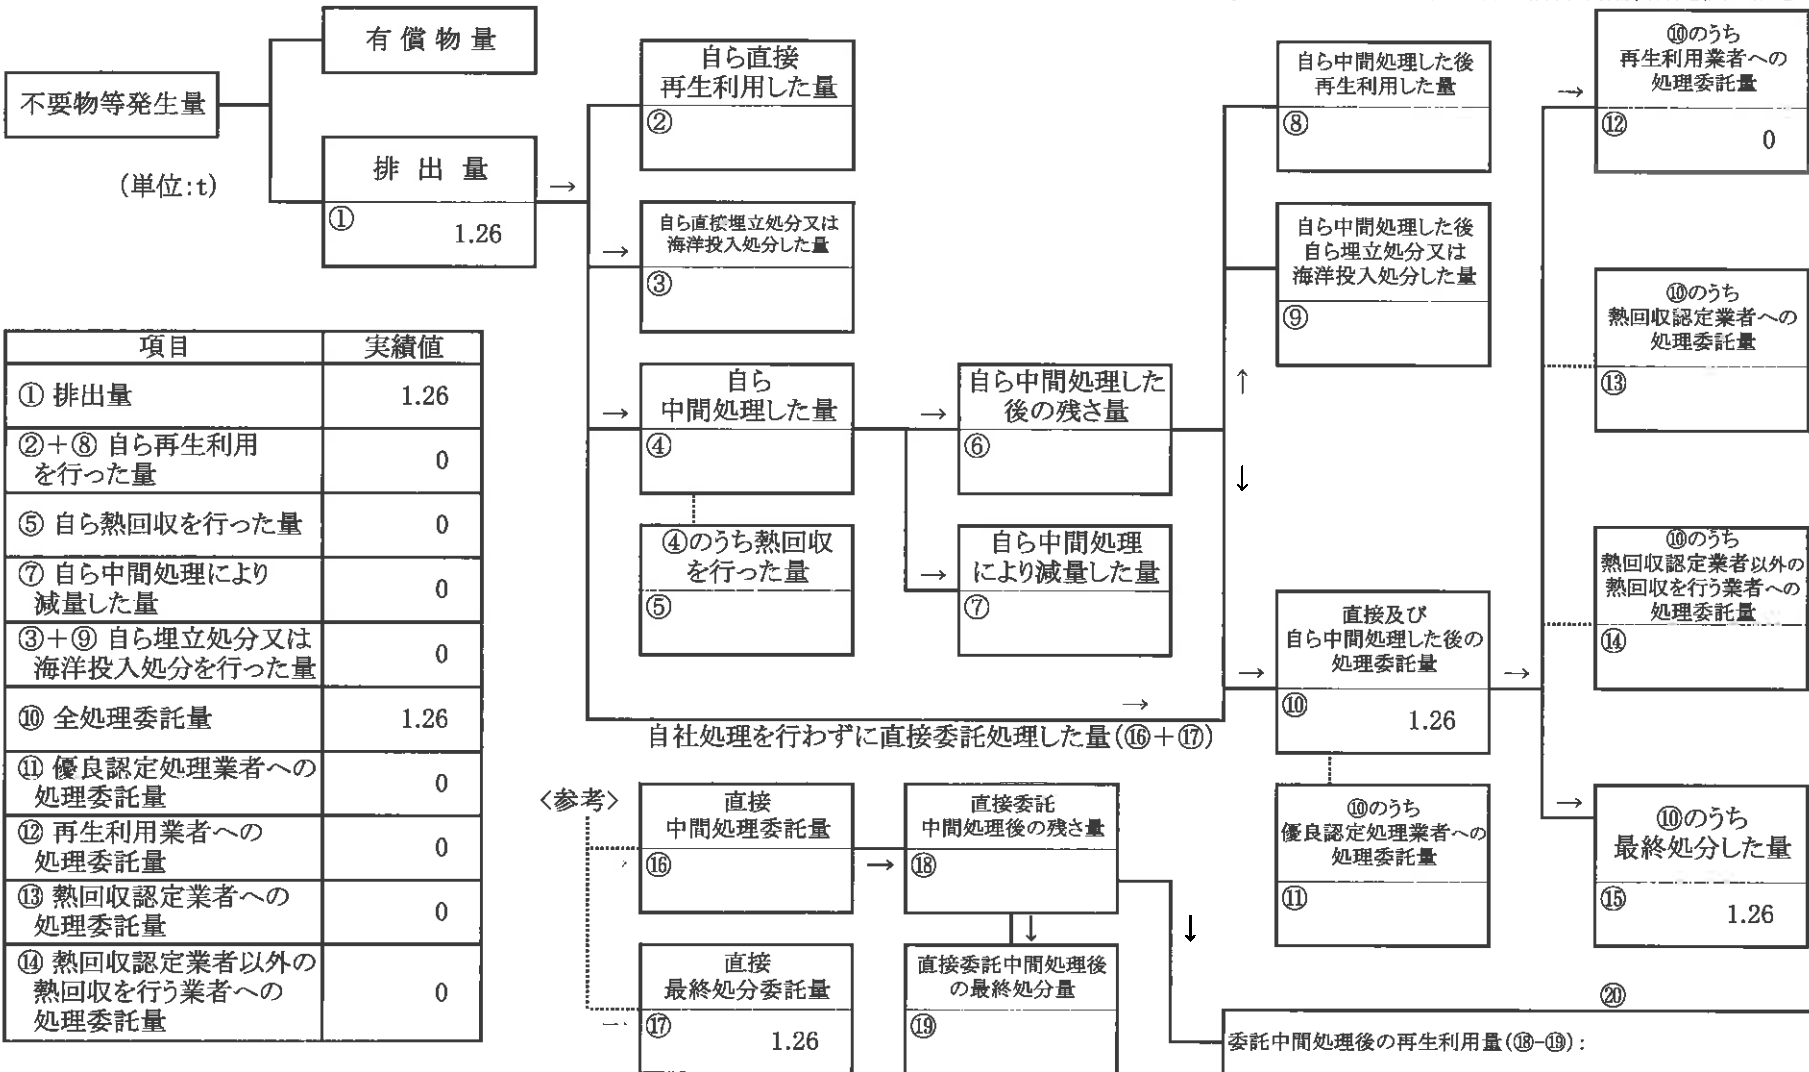 有償物量
不要物等発生量
(単位:t)
排出量
→
①
1.26
自ら直接
再生利用した量
②
→
自ら直接埋立処分又は
海洋投入処分した量
③
→
自ら
中間処理した量
④
④のうち熱回収
を行った量
⑤
→
自ら中間処理した
後の残さ量
⑥
→
自ら中間処理
により減量した量
⑦
自ら中間処理した後
再生利用した量
⑧
自ら中間処理した後
自ら埋立処分又は
海洋投入処分した量
⑨
↑
↓
→
自社処理を行わずに直接委託処理した量(⑯+⑰)
→
直接及び
自ら中間処理した後の
処理委託量
⑩
1.26
→
⑩のうち
優良認定処理業者への
処理委託量
⑪
→
⑩のうち
再生利用業者への
処理委託量
⑫
0
⑩のうち
熱回収認定業者への
処理委託量
⑬
⑩のうち
熱回収認定業者以外の
熱回収を行う業者への
処理委託量
⑭
→
⑩のうち
最終処分した量
⑮
1.26
項目 実績値
① 排出量 1.26
②+⑧ 自ら再生利用
を行った量 0
⑤ 自ら熱回収を行った量 0
⑦ 自ら中間処理により
減量した量 0
③+⑨ 自ら埋立処分又は
海洋投入処分を行った量 0
⑩ 全処理委託量 1.26
⑪ 優良認定処理業者への
処理委託量 0
⑫ 再生利用業者への
処理委託量 0
⑬ 熱回収認定業者への
処理委託量 0
⑭ 熱回収認定業者以外の
熱回収を行う業者への
処理委託量 0
〈参考〉
直接
中間処理委託量
⑯
→
直接委託
中間処理後の残さ量
⑱
↓
↓
直接
最終処分委託量
⑰
1.26
直接委託中間処理後
の最終処分量
⑲
⑳
委託中間処理後の再生利用量(⑱-⑲):